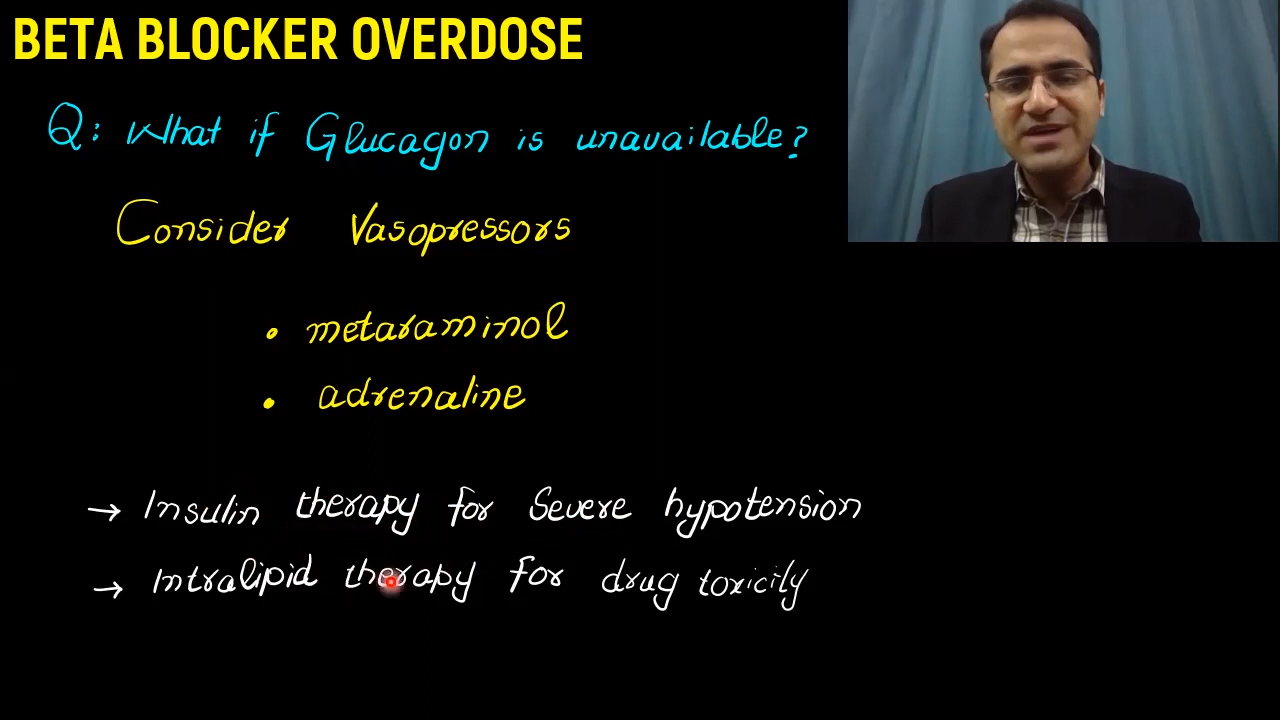 BETA BLOCKER OVERDOSE
Q: What if Glucagon is unavailable?
Consider Vasopressors
• metaraminol
• adrenaline
→ Insulin therapy for Severe hypotension
→ Intralipid therapy for drug toxicity